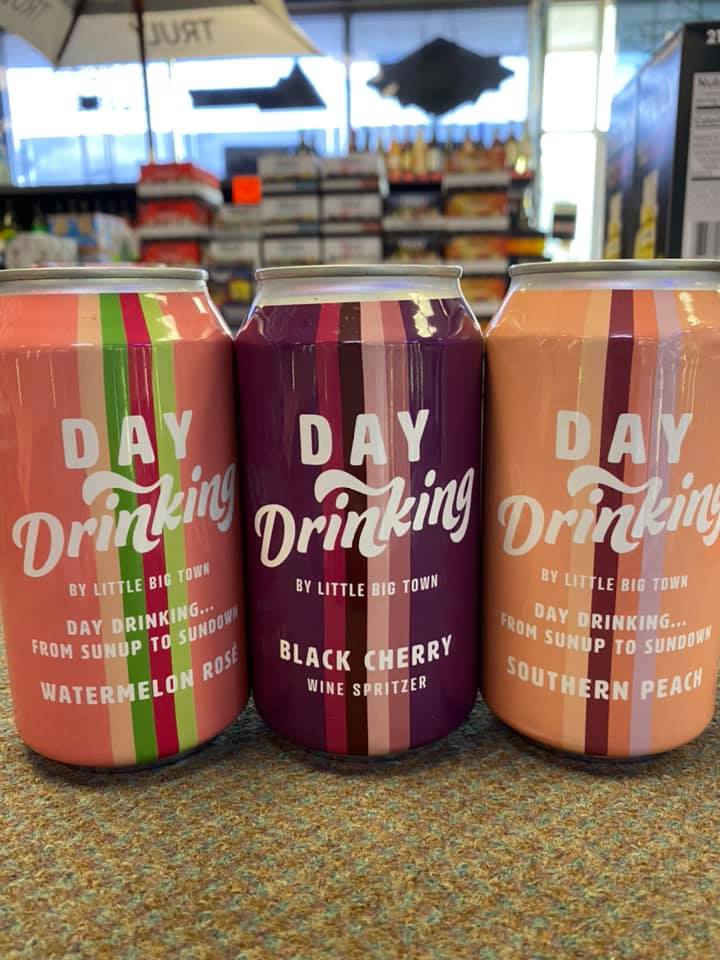 TRULY
DAY
Drinking
BY LITTLE BIG TOWN
DAY DRINKING...
FROM SUNUP TO SUNDOWN
WATERMELON ROSÉ
DAY
Drinking
BY LITTLE BIG TOWN
BLACK CHERRY
WINE SPRITZER
DAY
Drinking
BY LITTLE BIG TOWN
DAY DRINKING...
FROM SUNUP TO SUNDOWN
SOUTHERN PEACH